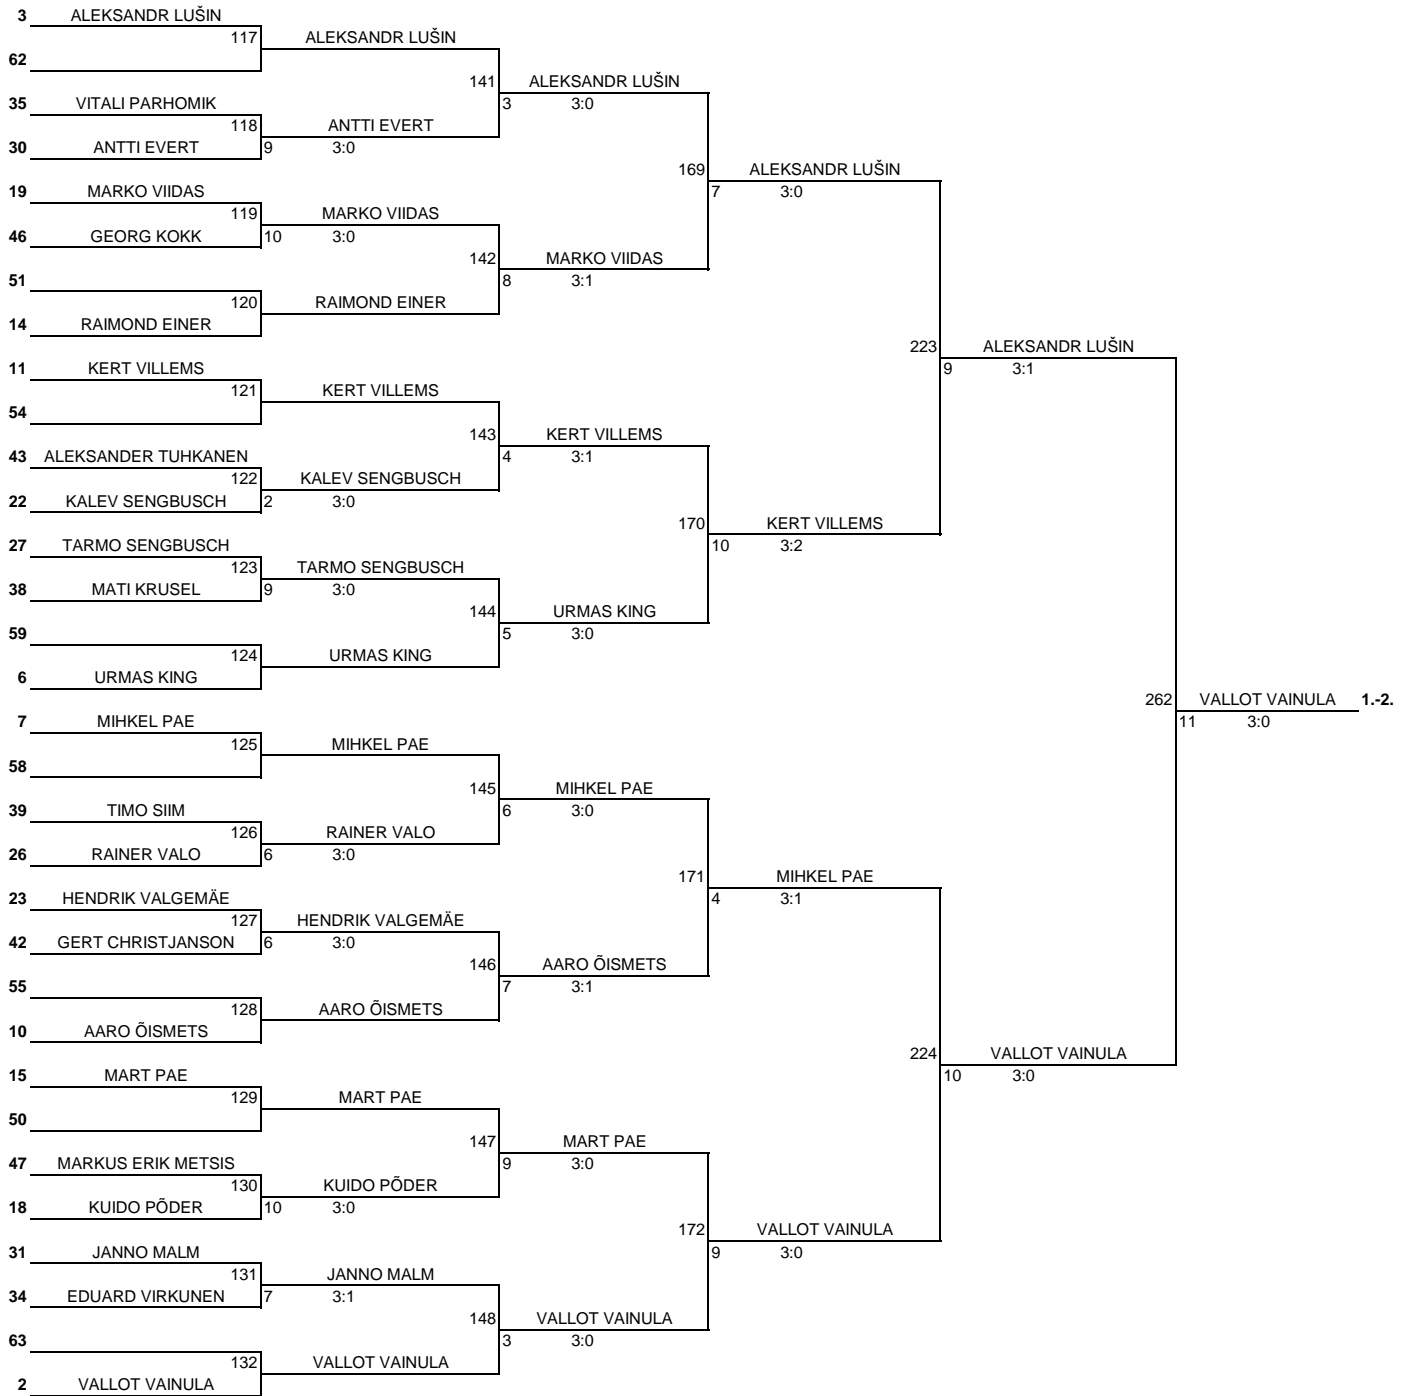 3 ALEKSANDR LUŠIN
117 ALEKSANDR LUŠIN
62
141 ALEKSANDR LUŠIN
3 3:0
35 VITALI PARHOMIK
118 ANTTI EVERT
30 ANTTI EVERT 9 3:0
169 ALEKSANDR LUŠIN
7 3:0
19 MARKO VIIDAS
119 MARKO VIIDAS
46 GEORG KOKK 10 3:0
142 MARKO VIIDAS
8 3:1
51
120 RAIMOND EINER
14 RAIMOND EINER
223 ALEKSANDR LUŠIN
9 3:1
11 KERT VILLEMS
121 KERT VILLEMS
54
143 KERT VILLEMS
4 3:1
43 ALEKSANDER TUHKANEN
122 KALEV SENGBUSCH
22 KALEV SENGBUSCH 2 3:0
170 KERT VILLEMS
10 3:2
27 TARMO SENGBUSCH
123 TARMO SENGBUSCH
38 MATI KRUSEL 9 3:0
144 URMAS KING
5 3:0
59
124 URMAS KING
6 URMAS KING
262 VALLOT VAINULA 1.-2.
11 3:0
7 MIHKEL PAE
125 MIHKEL PAE
58
145 MIHKEL PAE
6 3:0
39 TIMO SIIM
126 RAINER VALO
26 RAINER VALO 6 3:0
171 MIHKEL PAE
4 3:1
23 HENDRIK VALGEMÄE
127 HENDRIK VALGEMÄE
42 GERT CHRISTJANSON 6 3:0
146 AARO ÕISMETS
7 3:1
55
128 AARO ÕISMETS
10 AARO ÕISMETS
224 VALLOT VAINULA
10 3:0
15 MART PAE
129 MART PAE
50
147 MART PAE
9 3:0
47 MARKUS ERIK METSIS
130 KUIDO PÕDER
18 KUIDO PÕDER 10 3:0
172 VALLOT VAINULA
9 3:0
31 JANNO MALM
131 JANNO MALM
34 EDUARD VIRKUNEN 7 3:1
148 VALLOT VAINULA
3 3:0
63
132 VALLOT VAINULA
2 VALLOT VAINULA